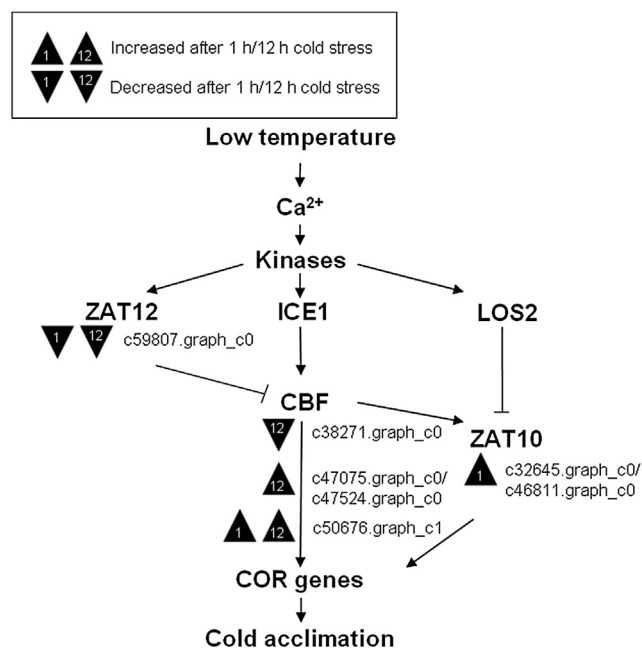 1 12 Increased after 1 h/12 h cold stress
1 12 Decreased after 1 h/12 h cold stress
Low temperature
Ca²⁺
Kinases
ZAT12
ICE1
LOS2
1 12 c59807.graph_c0
CBF
12 c38271.graph_c0
ZAT10
12 c47075.graph_c0/
c47524.graph_c0
1 c32645.graph_c0/
c46811.graph_c0
1 12 c50676.graph_c1
COR genes
Cold acclimation